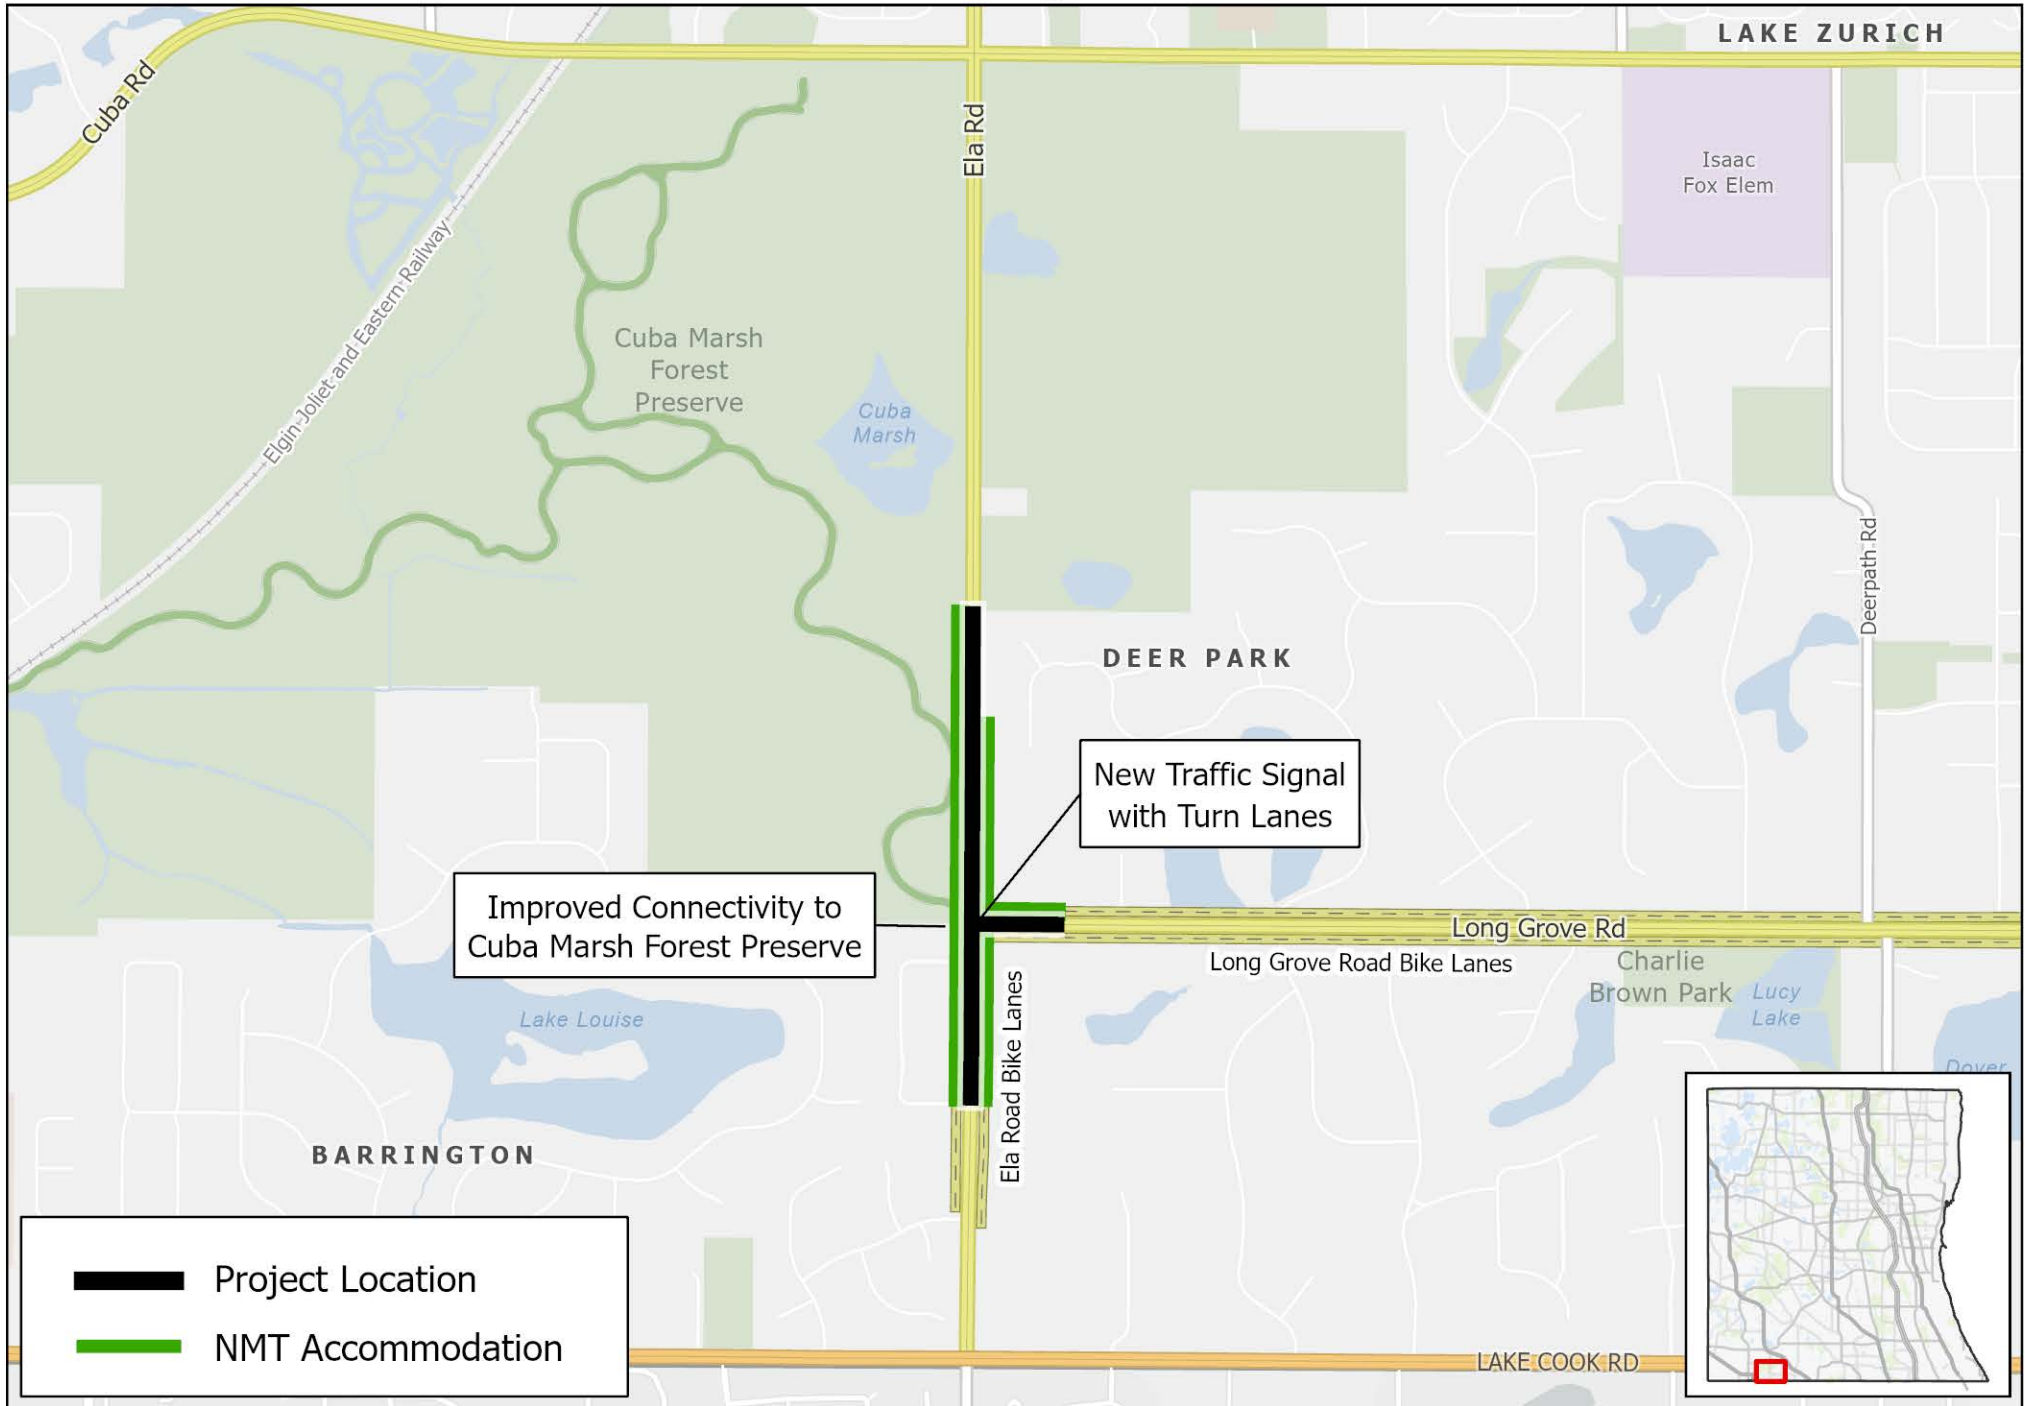 LAKE ZURICH
Cuba Rd
Ela Rd
Isaac
Fox Elem
Elgin-Joliet and Eastern Railway
Cuba Marsh
Forest
Preserve
Cuba
Marsh
Deerpath Rd
DEER PARK
New Traffic Signal
with Turn Lanes
Improved Connectivity to
Cuba Marsh Forest Preserve
Long Grove Rd
Long Grove Road Bike Lanes
Charlie
Brown Park
Lucy
Lake
Lake Louise
Ela Road Bike Lanes
Dover
BARRINGTON
Project Location
NMT Accommodation
LAKE COOK RD